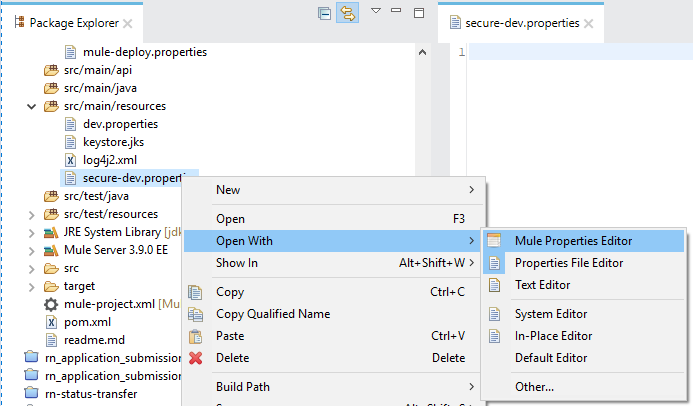 Package Explorer
mule-deploy.properties
src/main/api
src/main/java
src/main/resources
dev.properties
keystore.jks
log4j2.xml
secure-dev.properti
src/test/java
src/test/resources
JRE System Library [jdk
Mule Server 3.9.0 EE
src
target
mule-project.xml [Mu
pom.xml
readme.md
rn_application_submission
rn_application_submission
rn-status-transfer
secure-dev.properties
1
New
Open F3
Open With
Show In Alt+Shift+W
Copy Ctrl+C
Copy Qualified Name
Paste Ctrl+V
Delete Delete
Build Path
Mule Properties Editor
Properties File Editor
Text Editor
System Editor
In-Place Editor
Default Editor
Other...